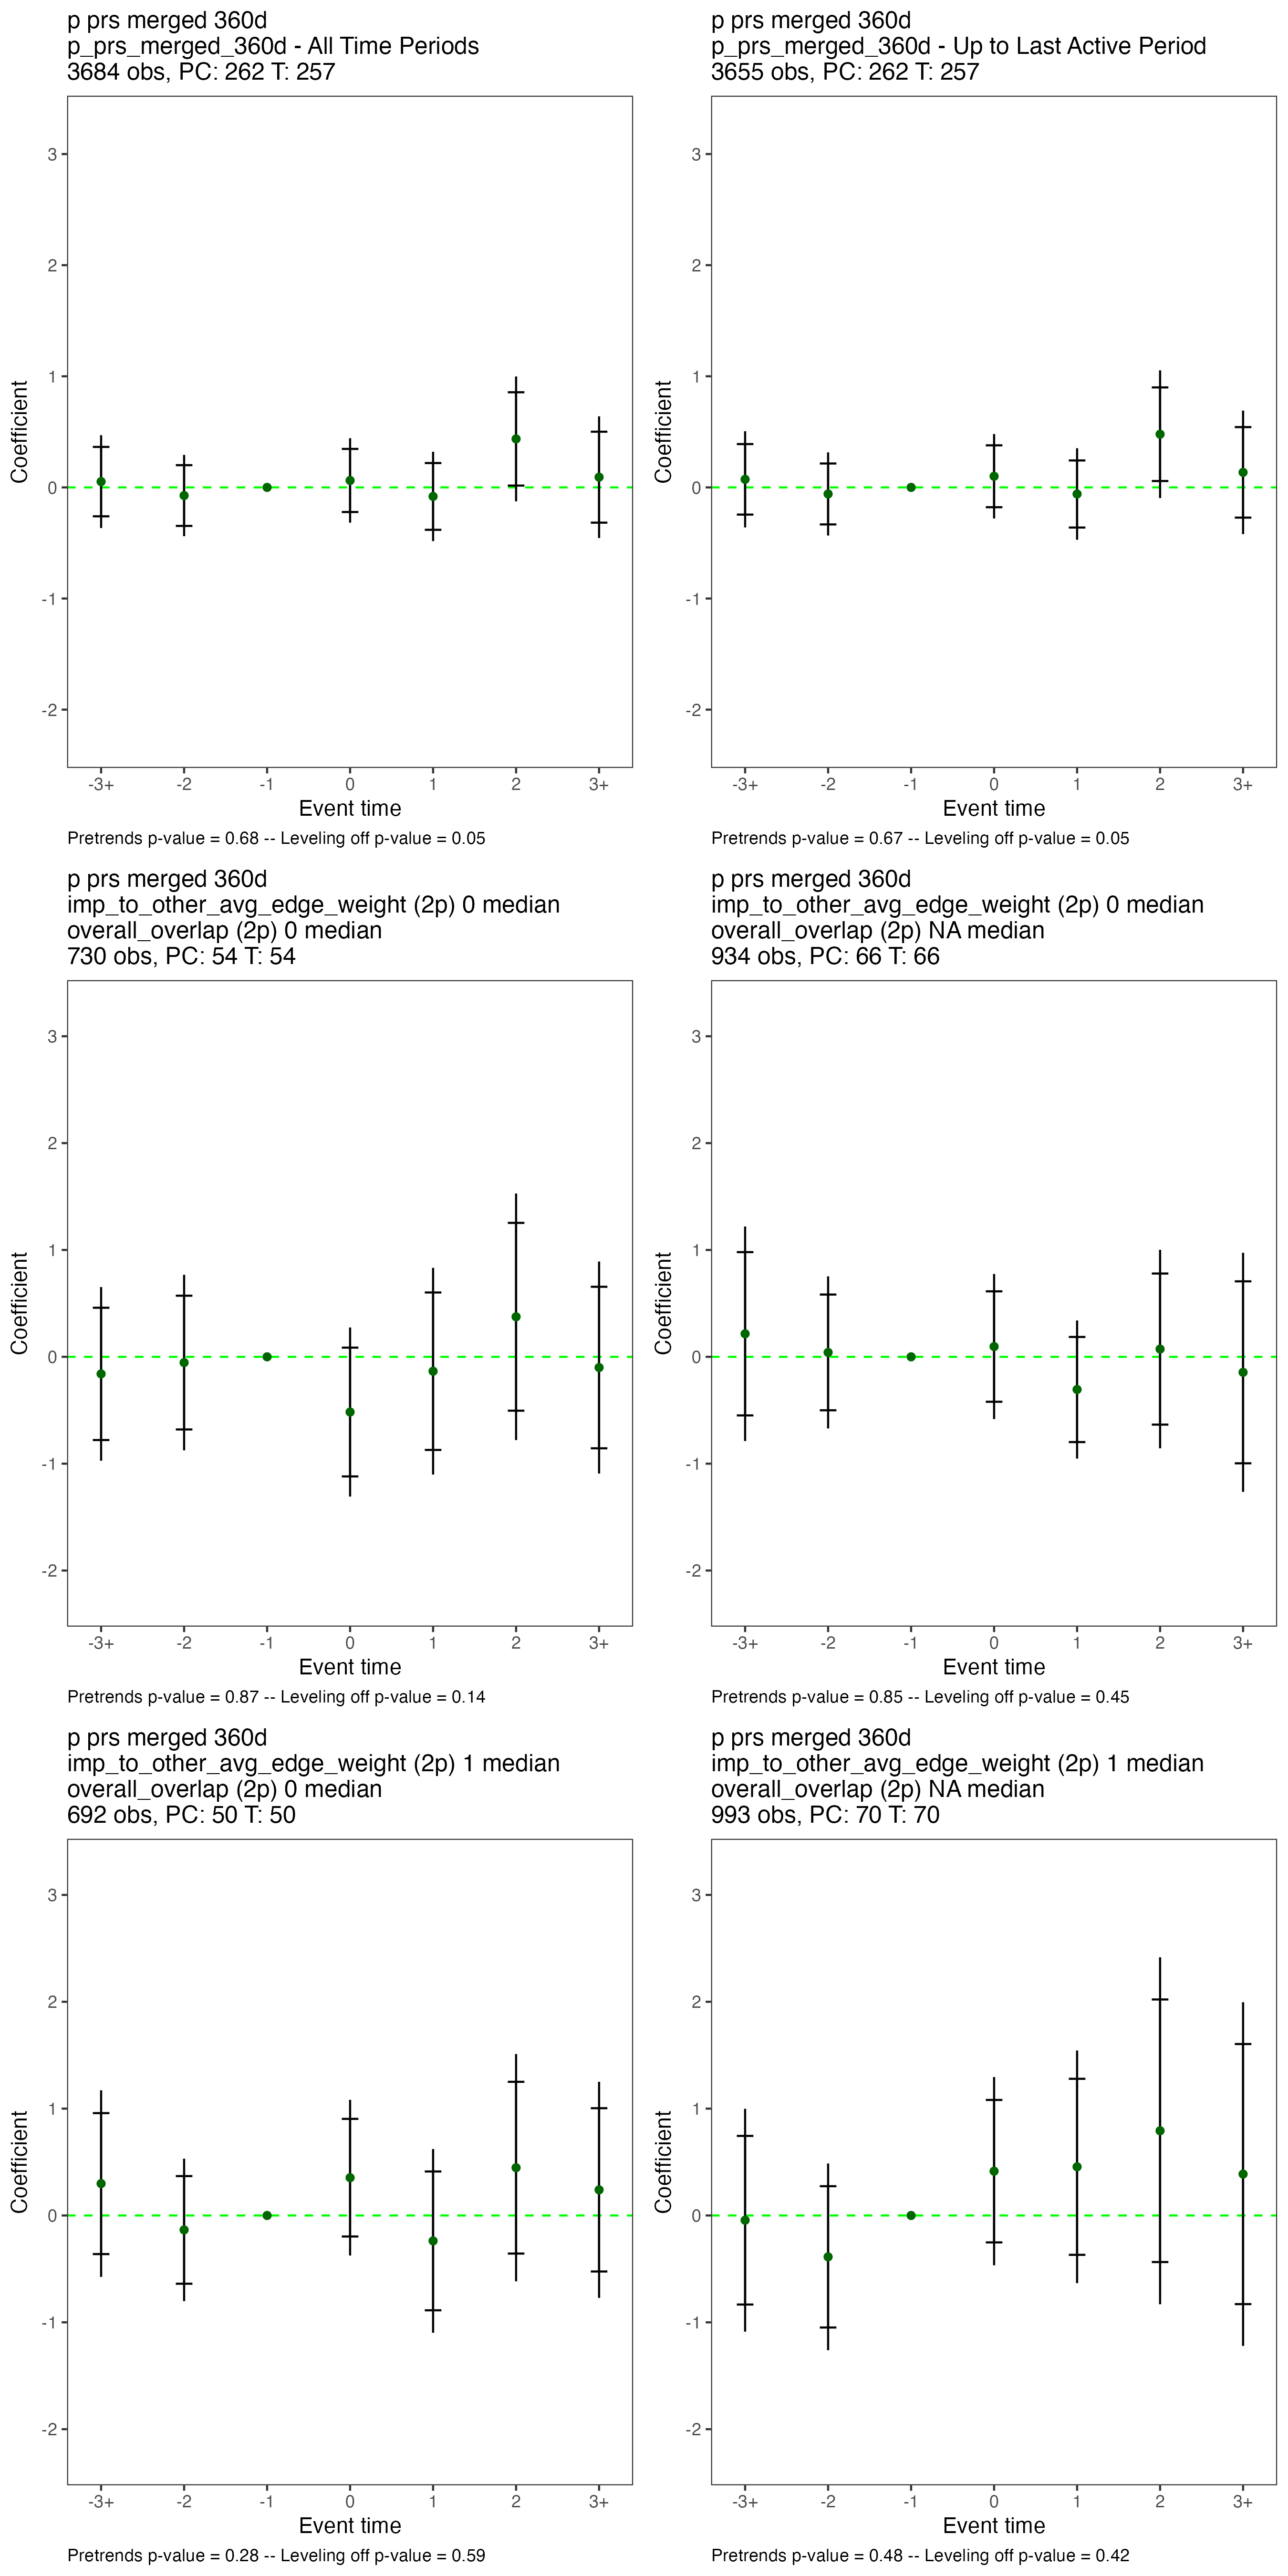 p prs merged 360d
p_prs_merged_360d - All Time Periods
3684 obs, PC: 262 T: 257
Coefficient
3
2
1
0
-1
-2
-3+
-2
-1
0
1
2
3+
Event time
Pretrends p-value = 0.68 -- Leveling off p-value = 0.05
p prs merged 360d
p_prs_merged_360d - Up to Last Active Period
3655 obs, PC: 262 T: 257
Coefficient
3
2
1
0
-1
-2
-3+
-2
-1
0
1
2
3+
Event time
Pretrends p-value = 0.67 -- Leveling off p-value = 0.05
p prs merged 360d
imp_to_other_avg_edge_weight (2p) 0 median
overall_overlap (2p) 0 median
730 obs, PC: 54 T: 54
Coefficient
3
2
1
0
-1
-2
-3+
-2
-1
0
1
2
3+
Event time
Pretrends p-value = 0.87 -- Leveling off p-value = 0.14
p prs merged 360d
imp_to_other_avg_edge_weight (2p) 0 median
overall_overlap (2p) NA median
934 obs, PC: 66 T: 66
Coefficient
3
2
1
0
-1
-2
-3+
-2
-1
0
1
2
3+
Event time
Pretrends p-value = 0.85 -- Leveling off p-value = 0.45
p prs merged 360d
imp_to_other_avg_edge_weight (2p) 1 median
overall_overlap (2p) 0 median
692 obs, PC: 50 T: 50
Coefficient
3
2
1
0
-1
-2
-3+
-2
-1
0
1
2
3+
Event time
Pretrends p-value = 0.28 -- Leveling off p-value = 0.59
p prs merged 360d
imp_to_other_avg_edge_weight (2p) 1 median
overall_overlap (2p) NA median
993 obs, PC: 70 T: 70
Coefficient
3
2
1
0
-1
-2
-3+
-2
-1
0
1
2
3+
Event time
Pretrends p-value = 0.48 -- Leveling off p-value = 0.42